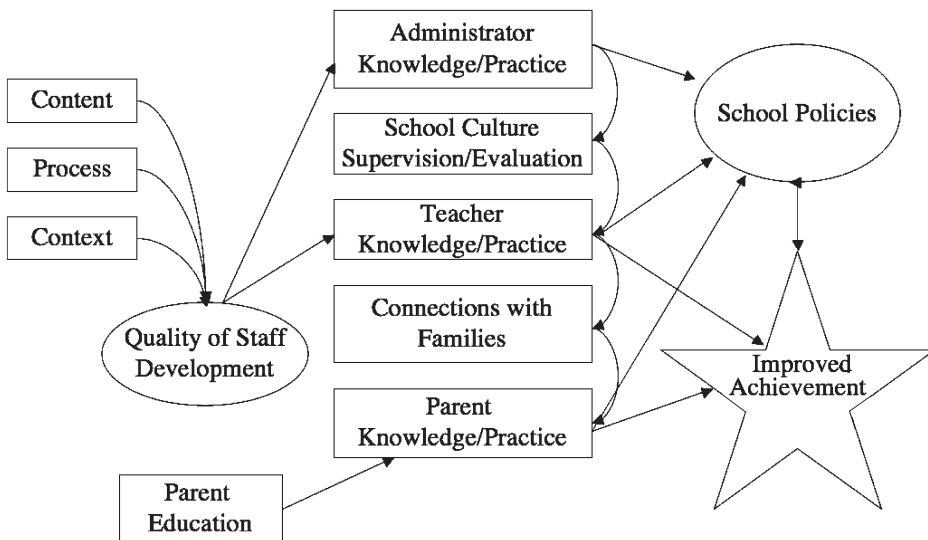 Content
Process
Context
Quality of Staff
Development
Parent
Education
Administrator
Knowledge/Practice
School Culture
Supervision/Evaluation
Teacher
Knowledge/Practice
Connections with
Families
Parent
Knowledge/Practice
School Policies
Improved
Achievement